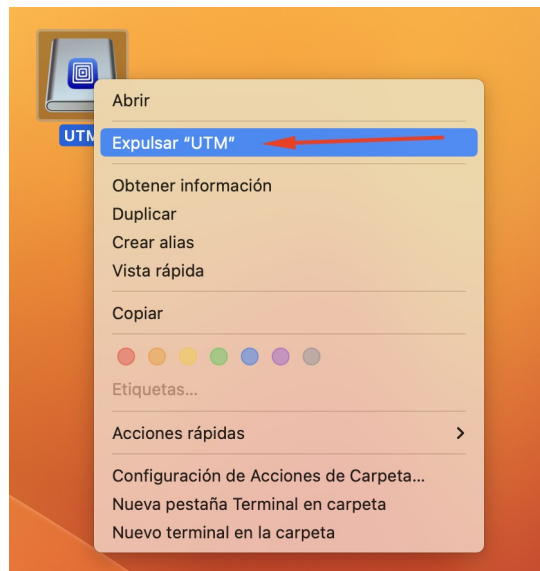 UTM
Abrir
Expulsar “UTM”
Obtener información
Duplicar
Crear alias
Vista rápida
Copiar
Etiquetas...
Acciones rápidas
Configuración de Acciones de Carpeta...
Nueva pestaña Terminal en carpeta
Nuevo terminal en la carpeta